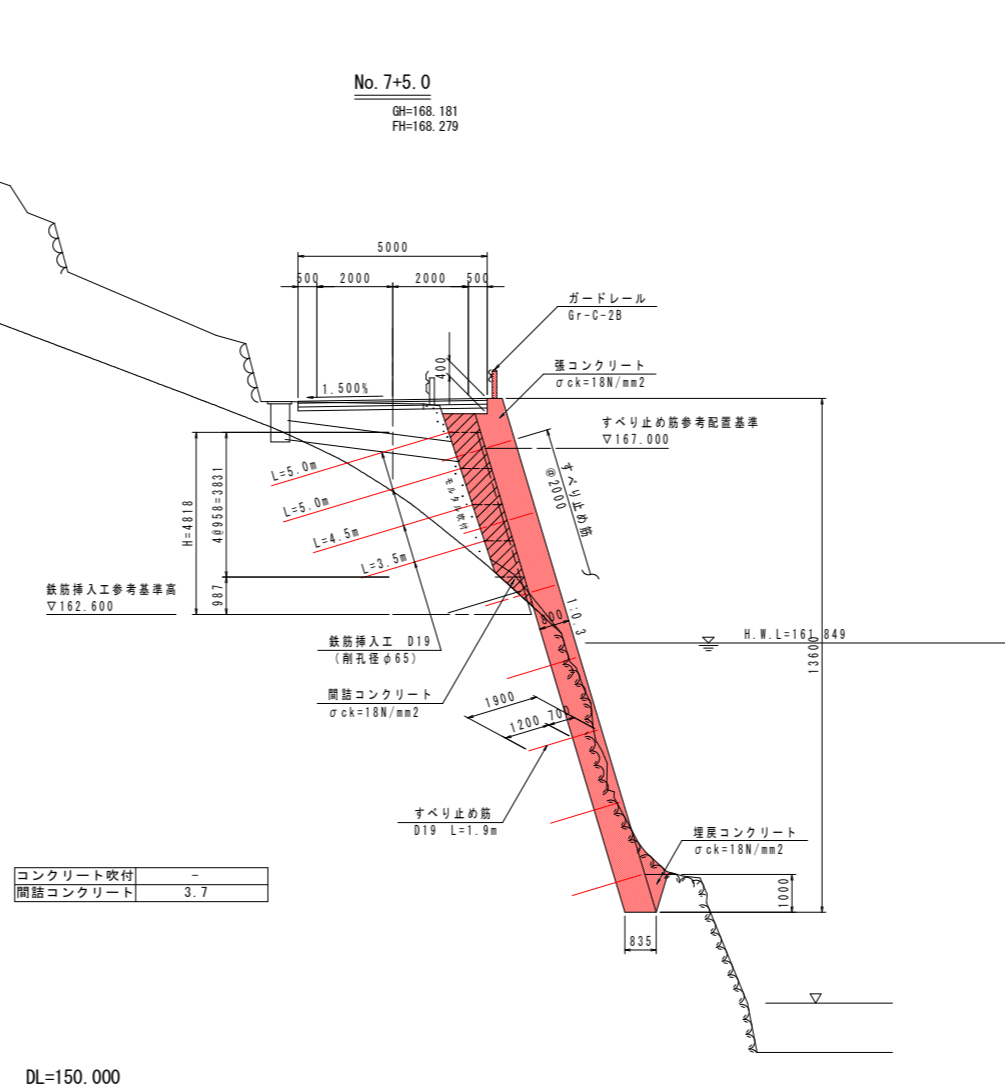 No. 7+5.0
GH=168.181
FH=168.279
5000
500
2000
2000
500
ガードレール
Gr-C-2B
400
張コンクリート
σck=18N/mm2
1.500%
すべり止め筋参考配置基準
▽167.000
すべり止め筋
@2000
L=5.0m
L=5.0m
L=4.5m
L=3.5m
モルタル吹付
H=4818
4@958=3831
987
鉄筋挿入工参考基準高
▽162.600
800
1:0.3
H.W.L=161.849
13600
鉄筋挿入工 D19
(削孔径φ65)
間詰コンクリート
σck=18N/mm2
1900
1200
700
すべり止め筋
D19 L=1.9m
埋戻コンクリート
σck=18N/mm2
コンクリート吹付 -
間詰コンクリート 3.7
1000
835
DL=150.000